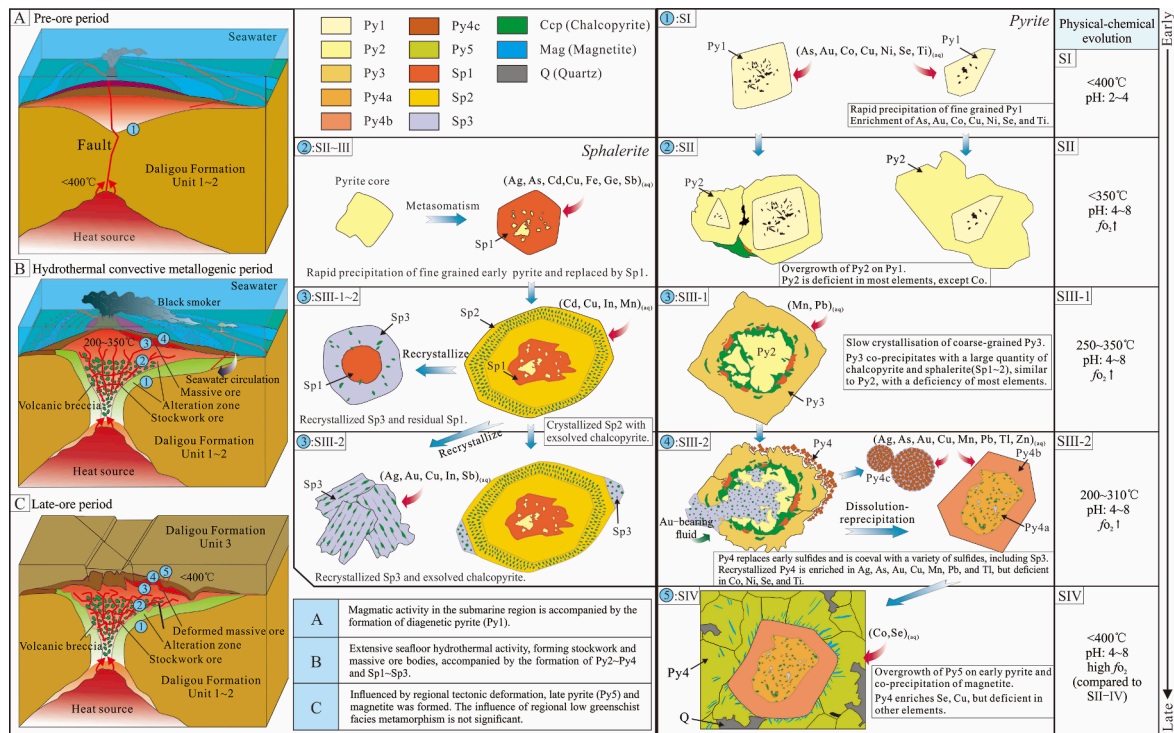 A Pre-ore period
Seawater
①
Fault
Daligou Formation
Unit 1~2
<400℃
Heat source
B Hydrothermal convective metallogenic period
Seawater
Black smoker
200~350℃
③ ④
②
①
Seawater circulation
Massive ore
Alteration zone
Stockwork ore
Volcanic breccia
Daligou Formation
Unit 1~2
Heat source
C Late-ore period
Daligou Formation
Unit 3
<400℃
④ ⑤
③
②
①
Deformed massive ore
Alteration zone
Stockwork ore
Volcanic breccia
Daligou Formation
Unit 1~2
Heat source
Py1
Py2
Py3
Py4a
Py4b
Py4c
Py5
Sp1
Sp2
Sp3
Ccp (Chalcopyrite)
Mag (Magnetite)
Q (Quartz)
②:SII~III
Sphalerite
Pyrite core
Metasomatism
(Ag, As, Cd,Cu, Fe, Ge, Sb)(aq)
Sp1
Rapid precipitation of fine grained early pyrite and replaced by Sp1.
③:SIII-1~2
Sp3
Sp1
Recrystallize
Sp2
(Cd, Cu, In, Mn)(aq)
Sp1
Recrystallized Sp3 and residual Sp1.
Crystallized Sp2 with
exsolved chalcopyrite.
③:SIII-2
Recrystallize
Sp3
(Ag, Au, Cu, In, Sb)(aq)
Sp3
Recrystallized Sp3 and exsolved chalcopyrite.
A
Magmatic activity in the submarine region is accompanied by the
formation of diagenetic pyrite (Py1).
B
Extensive seafloor hydrothermal activity, forming stockwork and
massive ore bodies, accompanied by the formation of Py2~Py4
and Sp1~Sp3.
C
Influenced by regional tectonic deformation, late pyrite (Py5) and
magnetite was formed. The influence of regional low greenschist
facies metamorphism is not significant.
①:SI
Pyrite
Py1
(As, Au, Co, Cu, Ni, Se, Ti)(aq)
Py1
Rapid precipitation of fine grained Py1
Enrichment of As, Au, Co, Cu, Ni, Se, and Ti.
②:SII
Py2
Py2
Overgrowth of Py2 on Py1.
Py2 is deficient in most elements, except Co.
③:SIII-1
(Mn, Pb)(aq)
Py2
Py3
Slow crystallisation of coarse-grained Py3.
Py3 co-precipitates with a large quantity of
chalcopyrite and sphalerite(Sp1~2), similar
to Py2, with a deficiency of most elements.
④:SIII-2
Py4
(Ag, As, Au, Cu, Mn, Pb, Tl, Zn)(aq)
Py4b
Py4c
Au-bearing
fluid
Dissolution-
reprecipitation
Py4a
Py4 replaces early sulfides and is coeval with a variety of sulfides, including Sp3.
Recrystallized Py4 is enriched in Ag, As, Au, Cu, Mn, Pb, and Tl, but deficient
in Co, Ni, Se, and Ti.
⑤:SIV
Py4
Q
(Co,Se)(aq)
Overgrowth of Py5 on early pyrite and
co-precipitation of magnetite.
Py4 enriches Se, Cu, but deficient in
other elements.
Physical-chemical
evolution
SI
<400℃
pH: 2~4
SII
<350℃
pH: 4~8
fo₂↑
SIII-1
250~350℃
pH: 4~8
fo₂↑
SIII-2
200~310℃
pH: 4~8
fo₂↑
SIV
<400℃
pH: 4~8
high fo₂
(compared to
SII-IV)
Early
Late